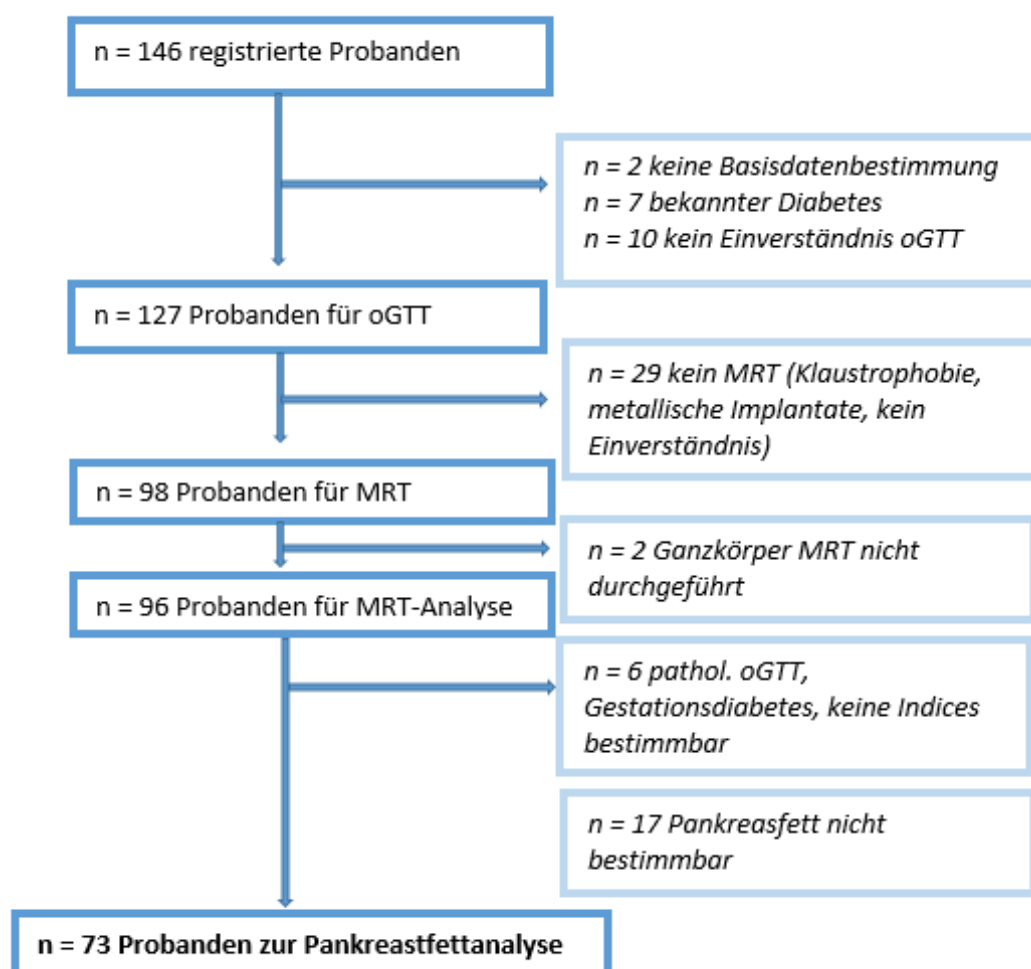 n = 146 registrierte Probanden
n = 2 keine Basisdatenbestimmung
n = 7 bekannter Diabetes
n = 10 kein Einverständnis oGTT
n = 127 Probanden für oGTT
n = 29 kein MRT (Klaustrophobie,
metallische Implantate, kein
Einverständnis)
n = 98 Probanden für MRT
n = 2 Ganzkörper MRT nicht
durchgeführt
n = 96 Probanden für MRT-Analyse
n = 6 pathol. oGTT,
Gestationsdiabetes, keine Indices
bestimmbar
n = 17 Pankreasfett nicht
bestimmbar
n = 73 Probanden zur Pankreastfettanalyse